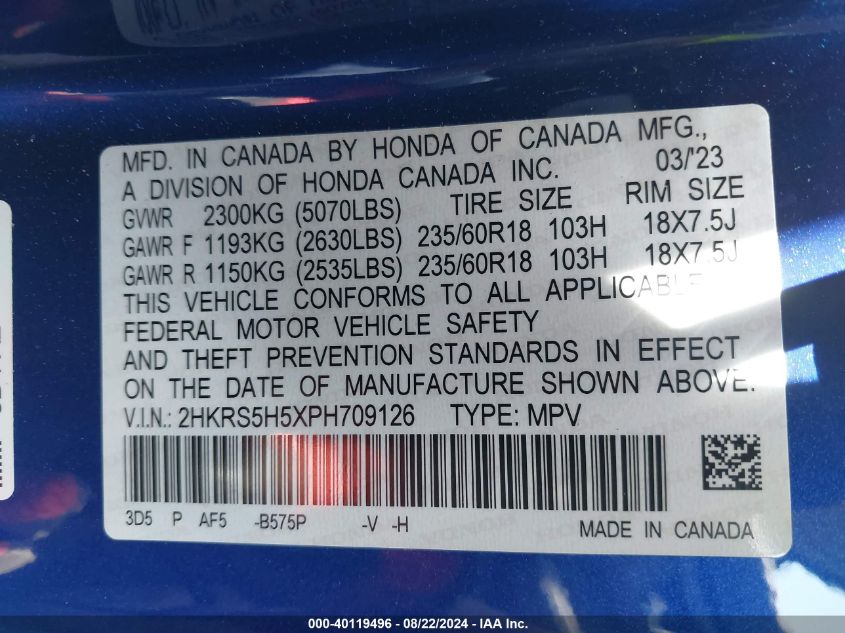 MFD. IN CANADA BY HONDA OF CANADA MFG.,
A DIVISION OF HONDA CANADA INC. 03/'23
GVWR 2300KG (5070LBS) TIRE SIZE RIM SIZE
GAWR F 1193KG (2630LBS) 235/60R18 103H 18X7.5J
GAWR R 1150KG (2535LBS) 235/60R18 103H 18X7.5J
THIS VEHICLE CONFORMS TO ALL APPLICABLE
FEDERAL MOTOR VEHICLE SAFETY
AND THEFT PREVENTION STANDARDS IN EFFECT
ON THE DATE OF MANUFACTURE SHOWN ABOVE.
V.I.N.: 2HKRS5H5XPH709126 TYPE: MPV
3D5 P AF5 -B575P -V -H
MADE IN CANADA
000-40119496 - 08/22/2024 - IAA Inc.